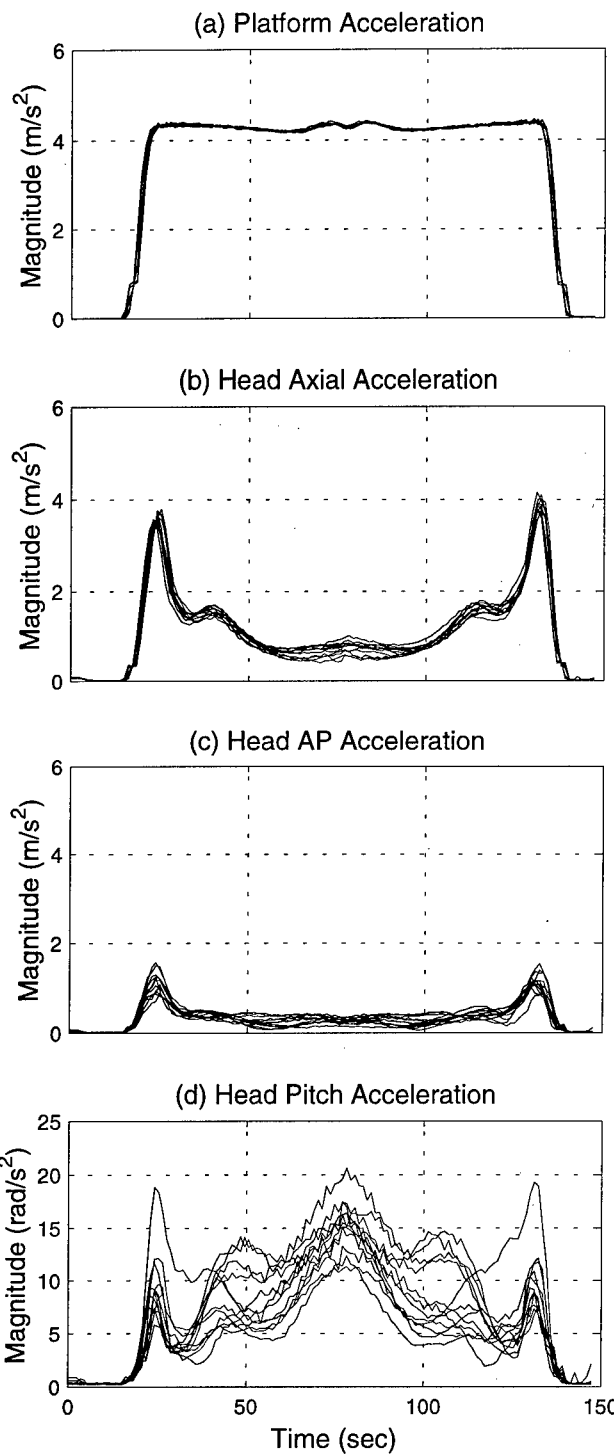 (a) Platform Acceleration
6
4
2
0
Magnitude (m/s²)
(b) Head Axial Acceleration
6
4
2
0
Magnitude (m/s²)
(c) Head AP Acceleration
6
4
2
0
Magnitude (m/s²)
(d) Head Pitch Acceleration
25
20
15
10
5
0
Magnitude (rad/s²)
0 50 100 150
Time (sec)